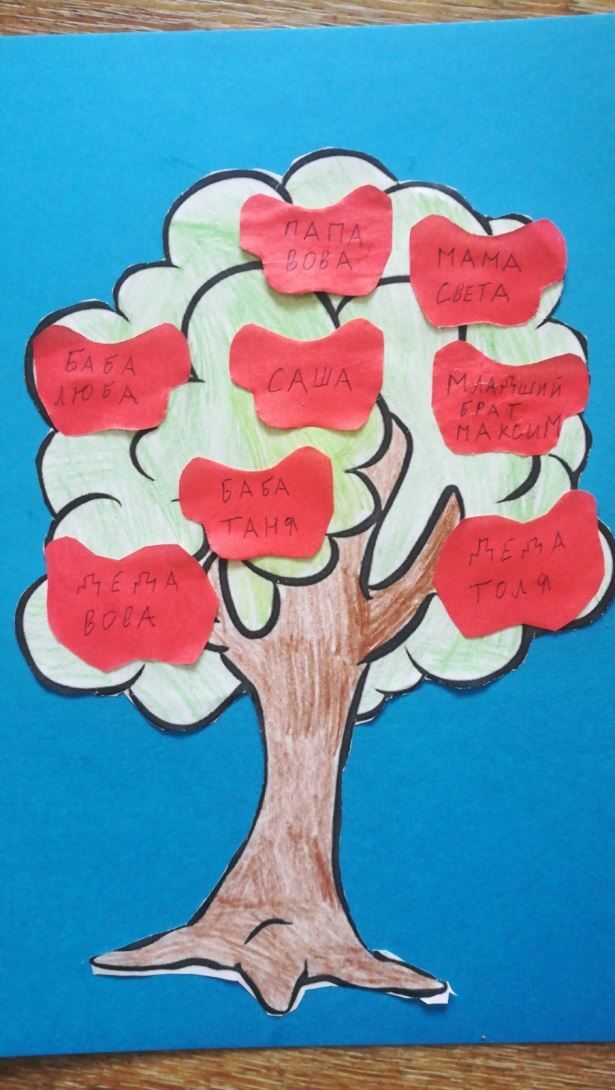 ПАПА
ВОВА
МАМА
СВЕТА
БАБА
ЛЮБА
САША
МЛАДШИЙ
БРАТ
МАКСИМ
БАБА
ТАНЯ
ДЕДА
ВОВА
ДЕДА
ТОЛЯ